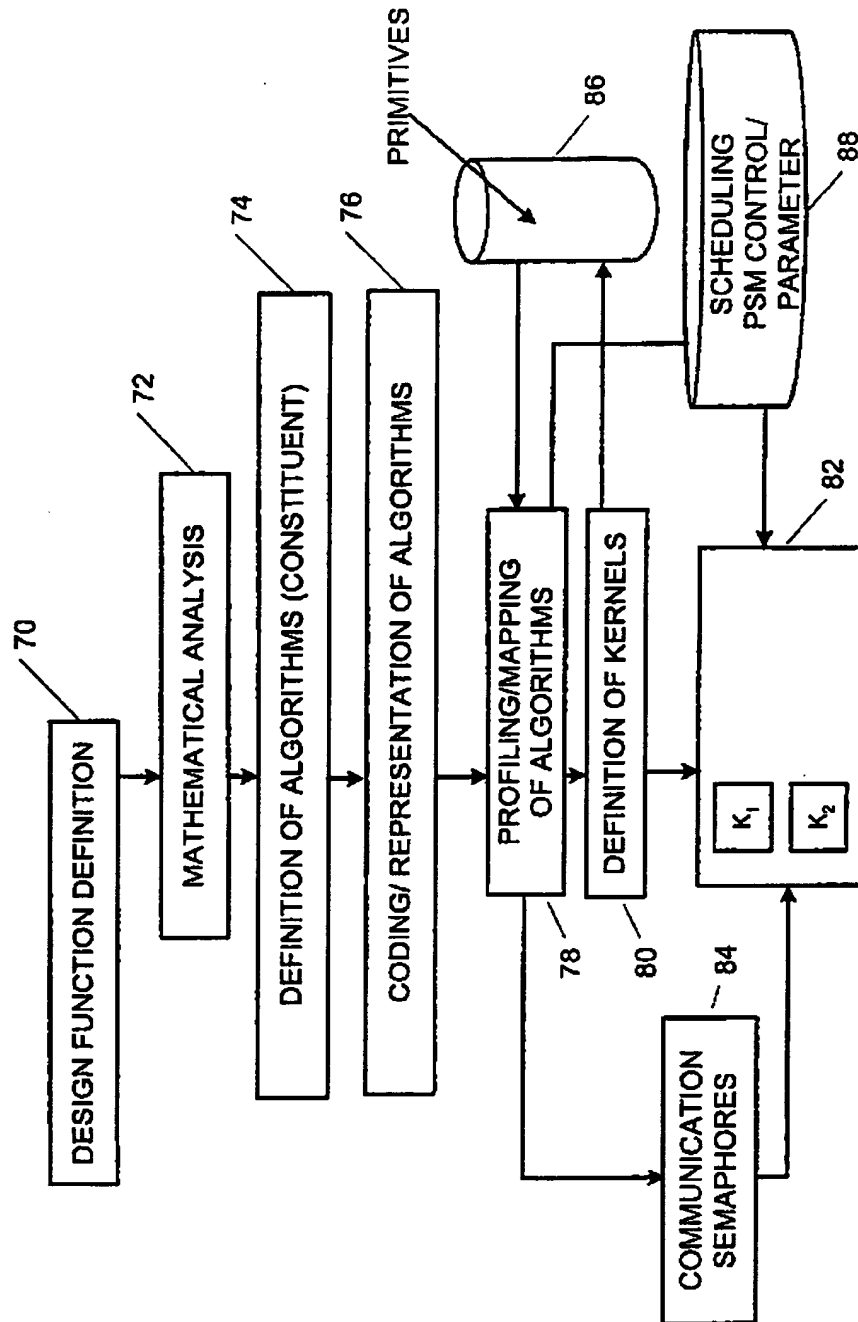 70
DESIGN FUNCTION DEFINITION
72
MATHEMATICAL ANALYSIS
74
DEFINITION OF ALGORITHMS (CONSTITUENT)
76
CODING/ REPRESENTATION OF ALGORITHMS
PRIMITIVES
86
PROFILING/MAPPING
OF ALGORITHMS
78
DEFINITION OF KERNELS
80
SCHEDULING
PSM CONTROL/
PARAMETER
88
84
COMMUNICATION
SEMAPHORES
82
K1
K2